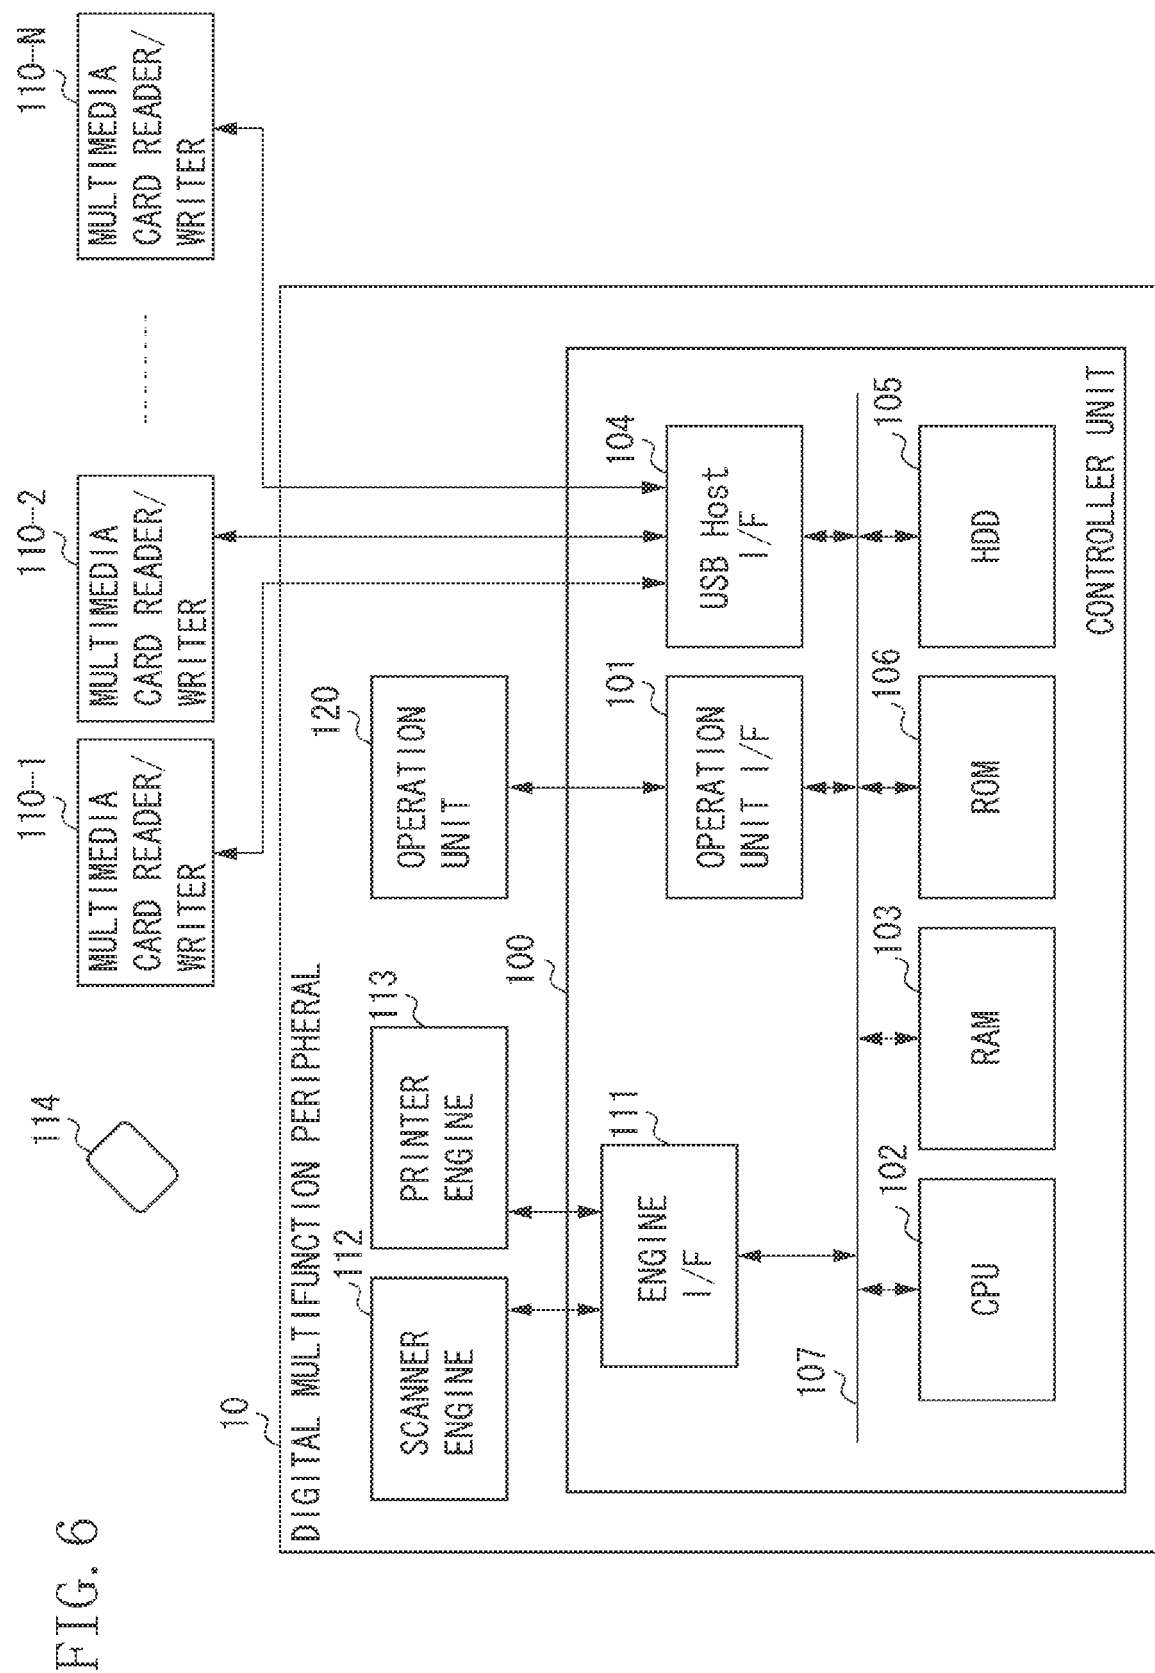 FIG. 6
114
110-1
MULTIMEDIA
CARD READER/
WRITER
110-2
MULTIMEDIA
CARD READER/
WRITER
110-N
MULTIMEDIA
CARD READER/
WRITER
10
DIGITAL MULTIFUNCTION PERIPHERAL
112
SCANNER
ENGINE
113
PRINTER
ENGINE
120
OPERATION
UNIT
100
111
ENGINE
I/F
101
OPERATION
UNIT I/F
104
USB Host
I/F
107
102
CPU
103
RAM
106
ROM
105
HDD
CONTROLLER UNIT